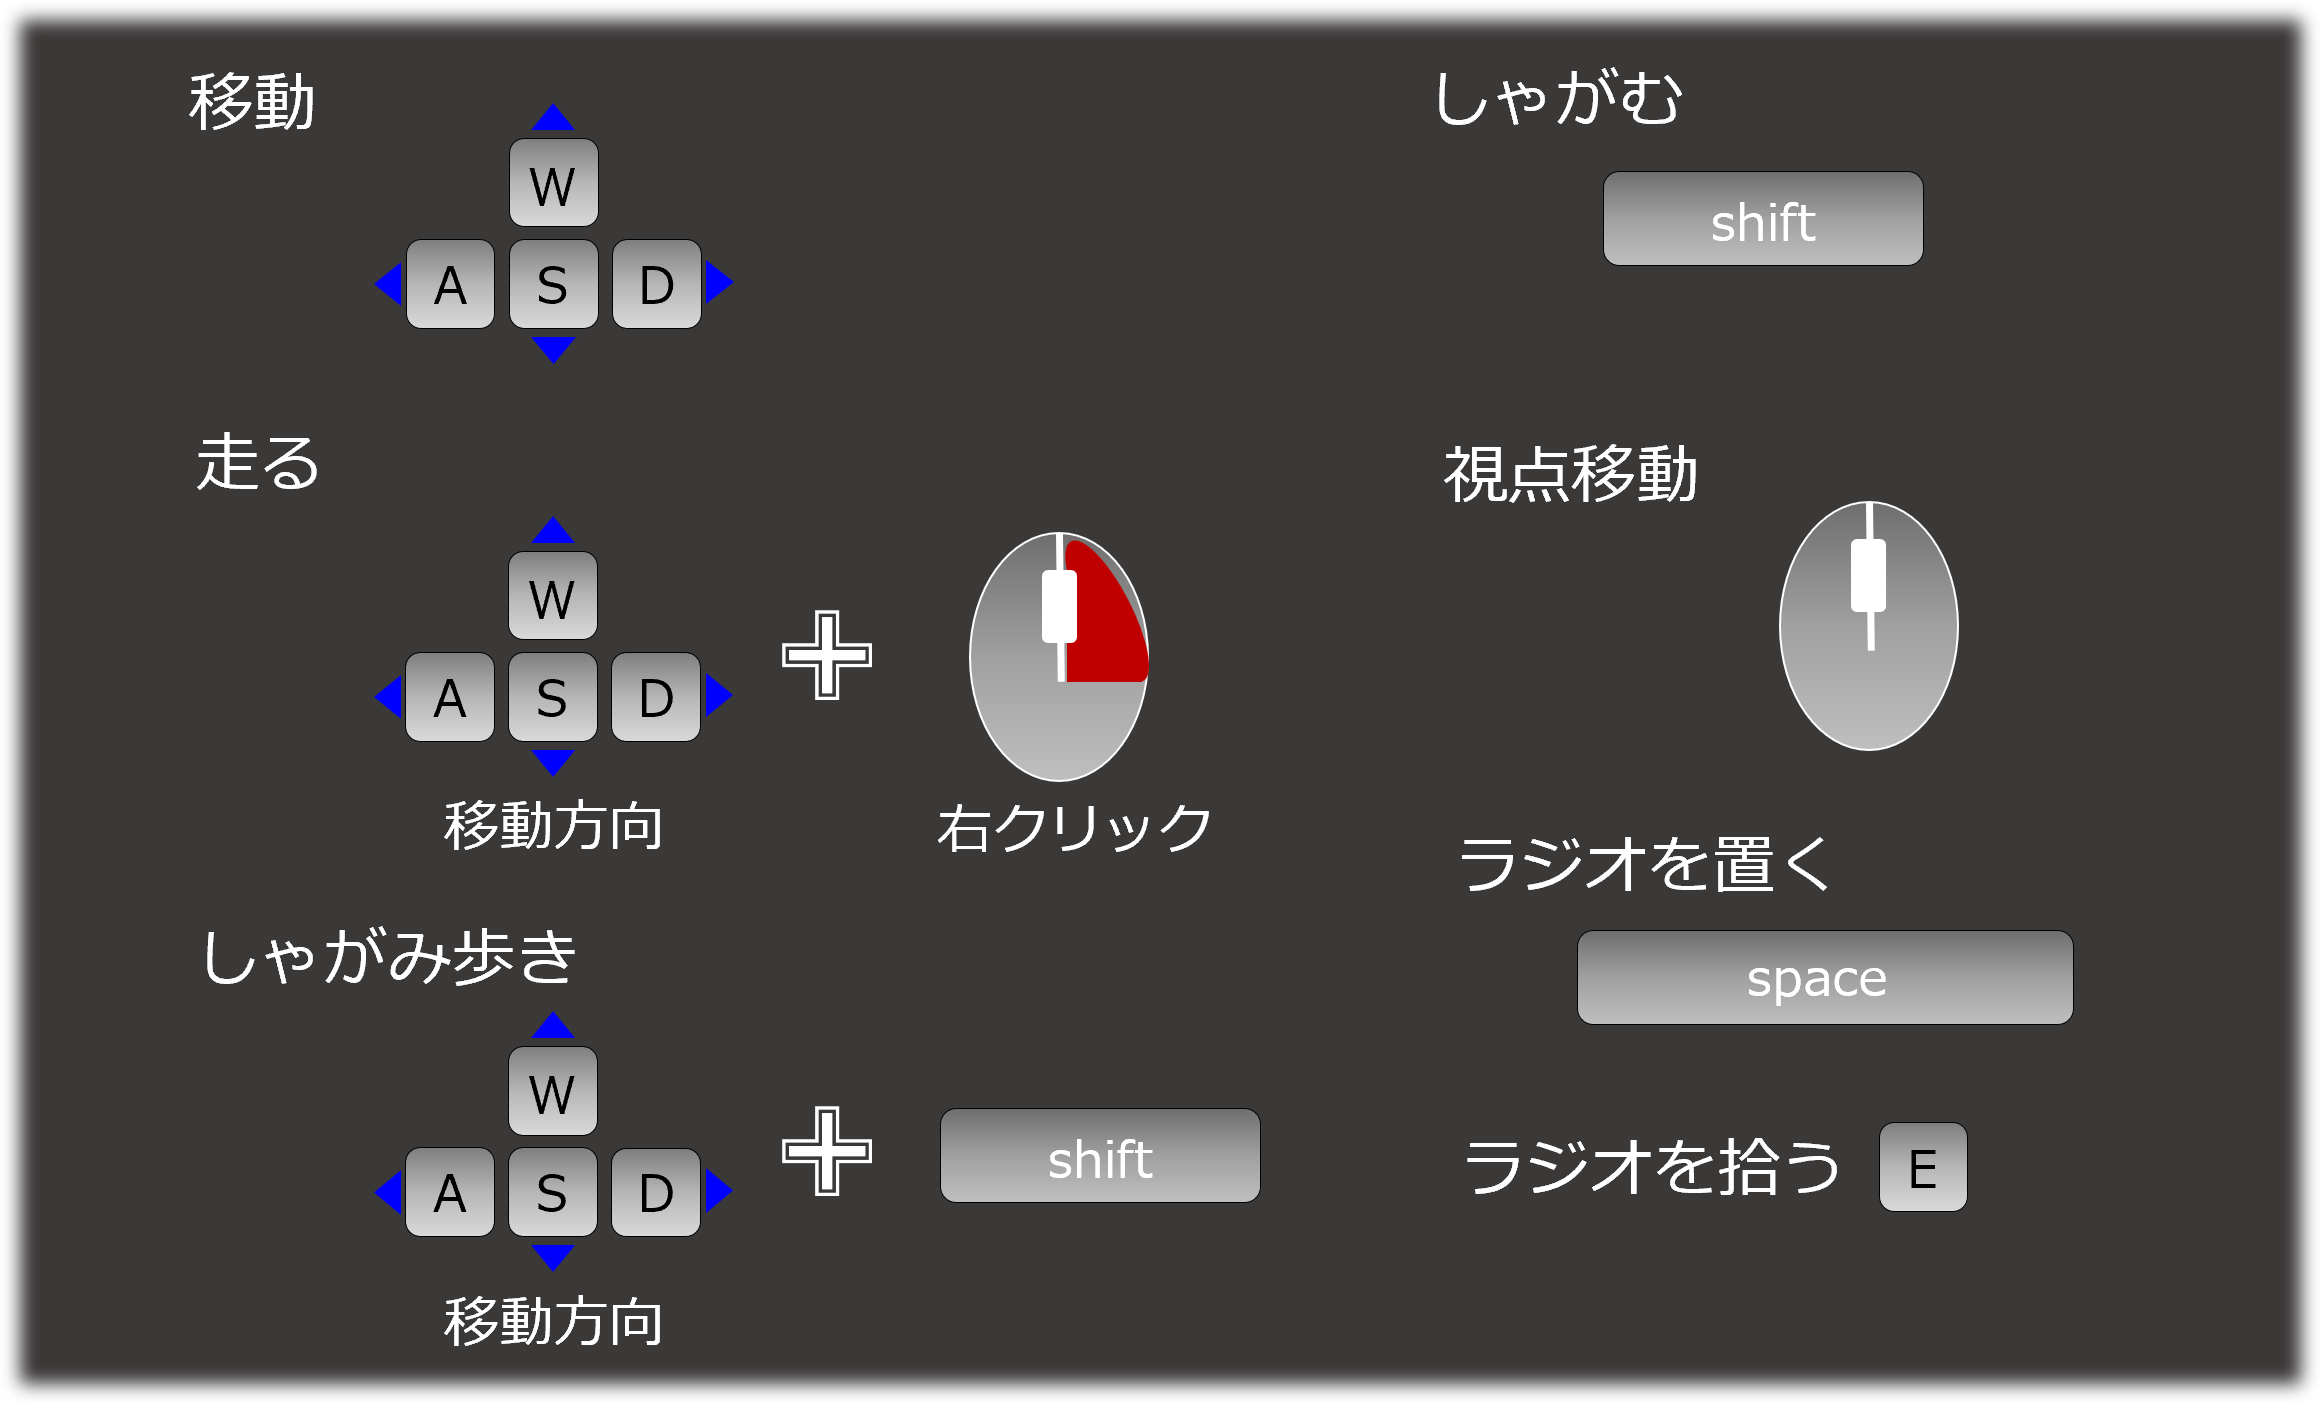 移動
W
A S D
走る
W
A S D
移動方向
右クリック
しゃがみ歩き
W
A S D
shift
移動方向
しゃがむ
shift
視点移動
ラジオを置く
space
ラジオを拾う E